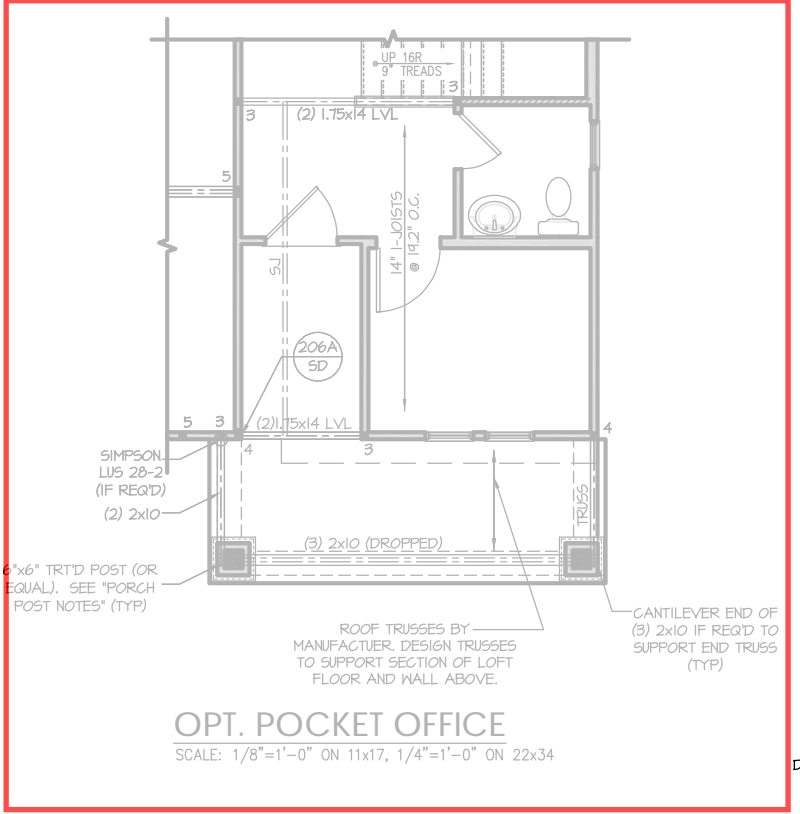 UP 16R
9" TREADS
3
3
(2) 1.75x14 LVL
5
14" I-JOISTS
@ 19.2" O.C.
SJ
206A
SD
5
3
(2)1.75x14 LVL
4
4
3
SIMPSON
LUS 28-2
(IF REQ'D)
(2) 2x10
TRUSS
(3) 2x10 (DROPPED)
6"x6" TRT'D POST (OR
EQUAL). SEE "PORCH
POST NOTES" (TYP)
ROOF TRUSSES BY
MANUFACTUER. DESIGN TRUSSES
TO SUPPORT SECTION OF LOFT
FLOOR AND WALL ABOVE.
CANTILEVER END OF
(3) 2x10 IF REQ'D TO
SUPPORT END TRUSS
(TYP)
OPT. POCKET OFFICE
SCALE: 1/8"=1'-0" ON 11x17, 1/4"=1'-0" ON 22x34